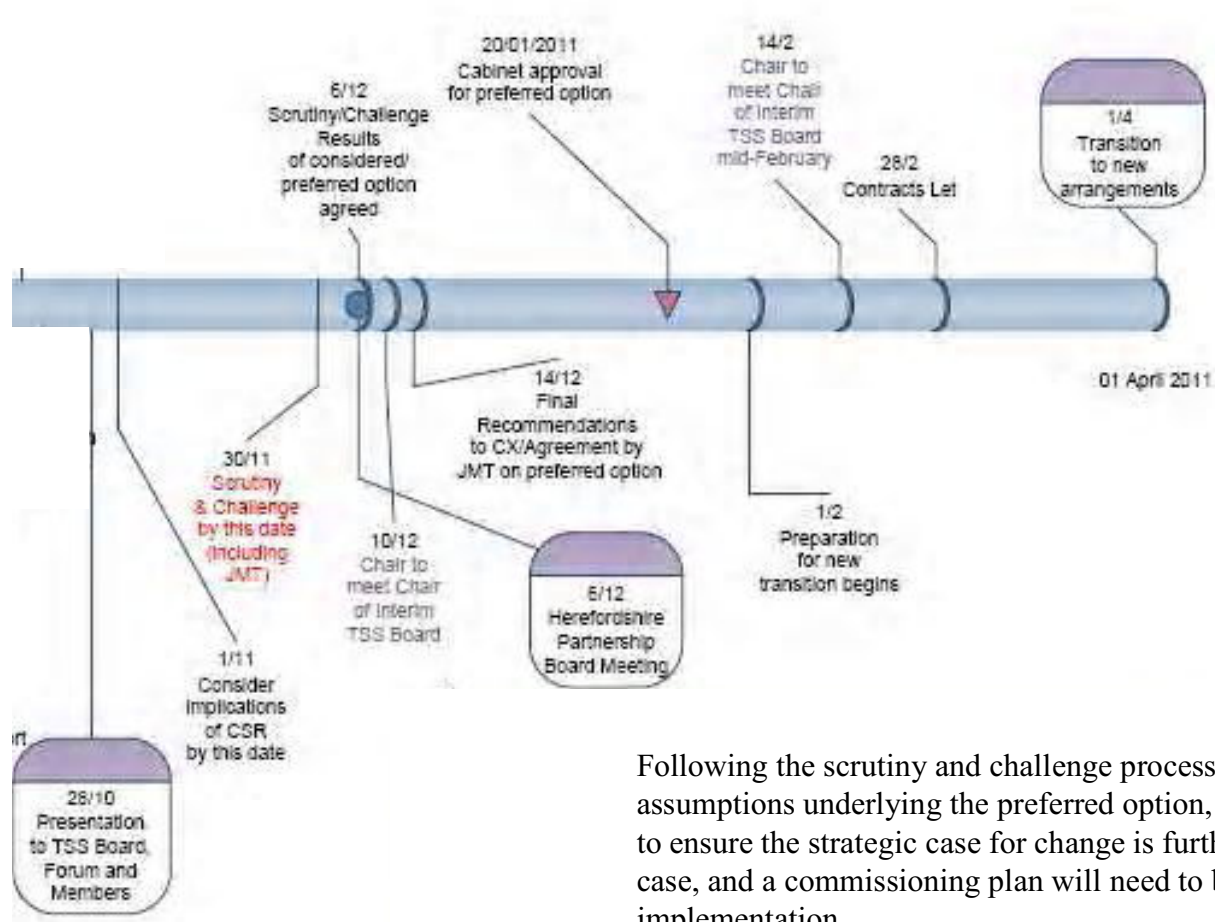 20/01/2011
Cabinet approval
for preferred option
14/2
Chair to
meet Chair
of Interim
TSS Board
mid-February
6/12
Scrutiny/Challenge
Results
of considered/
preferred option
agreed
28/2
Contracts Let
1/4
Transition
to new
arrangements
01 April 2011
14/12
Final
Recommendations
to CX/Agreement by
JMT on preferred option
30/11
Scrutiny
& Challenge
by this date
(including
JMT)
10/12
Chair to
meet Chair
of Interim
TSS Board
6/12
Herefordshire
Partnership
Board Meeting
1/2
Preparation
for new
transition begins
1/11
Consider
implications
of CSR
by this date
28/10
Presentation
to TSS Board,
Forum and
Members
Following the scrutiny and challenge process
assumptions underlying the preferred option,
to ensure the strategic case for change is
case, and a commissioning plan will need to
implementation